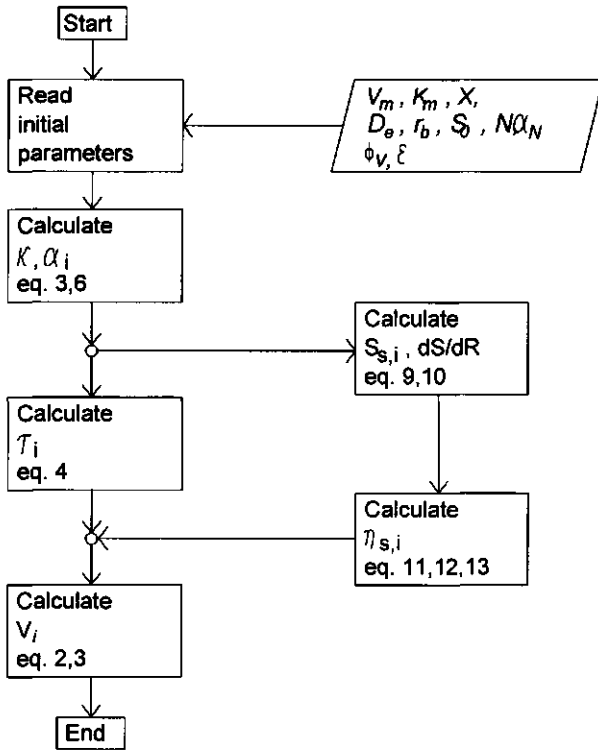 Start
Read
initial
parameters
V_m , K_m , X,
D_e , r_b , S_0 , Nα_N
ϕ_V, ε
Calculate
K, α_i
eq. 3,6
Calculate
S_s,i , dS/dR
eq. 9,10
Calculate
τ_i
eq. 4
Calculate
η_s,i
eq. 11,12,13
Calculate
V_i
eq. 2,3
End